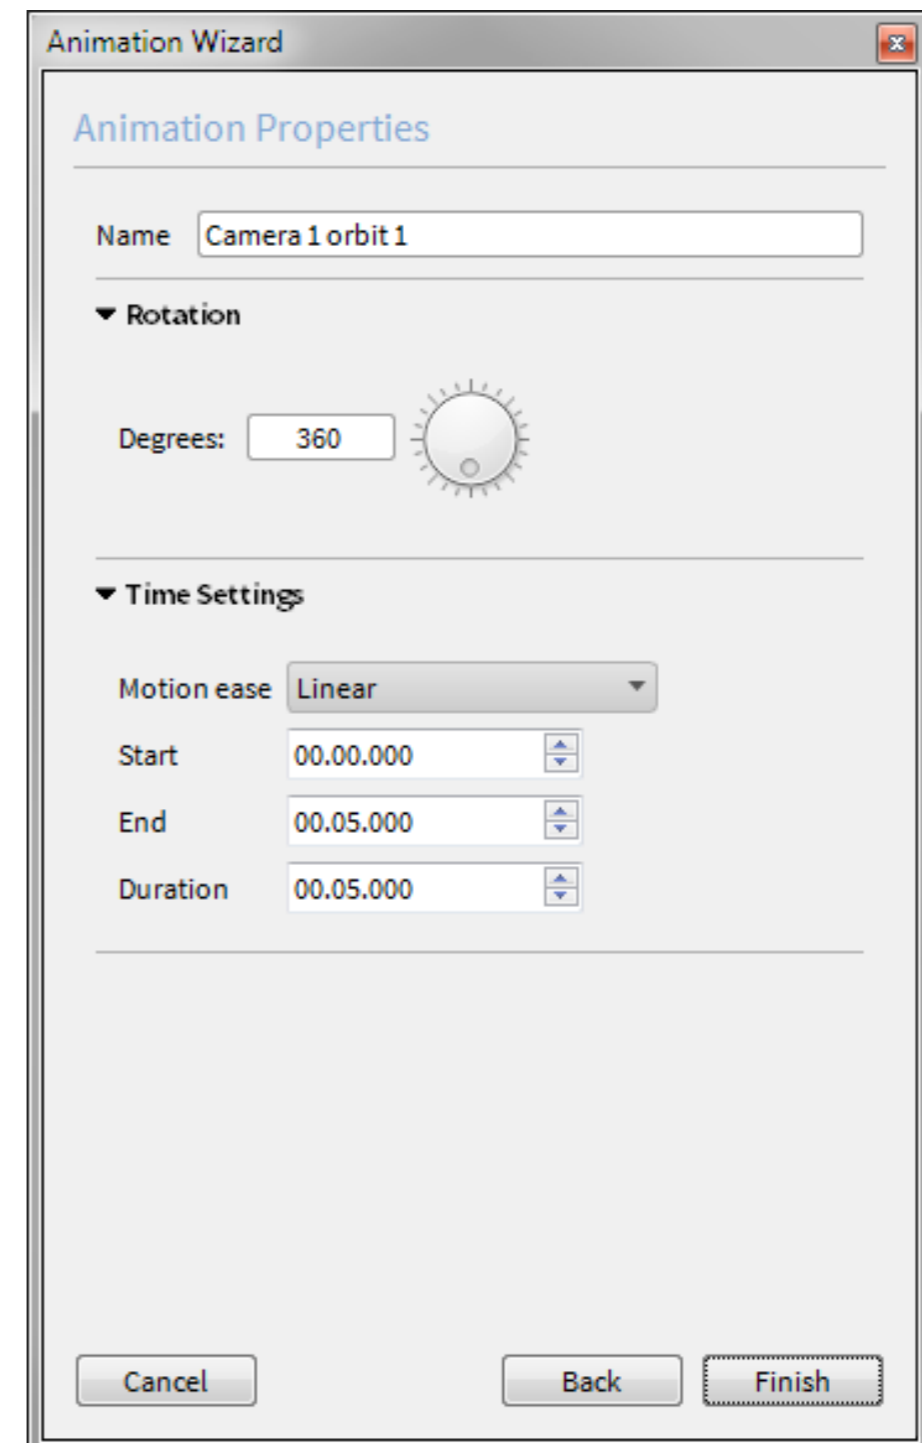 Animation Wizard
Animation Properties
Name Camera 1 orbit 1
Rotation
Degrees: 360
Time Settings
Motion ease Linear
Start 00.00.000
End 00.05.000
Duration 00.05.000
Cancel Back Finish